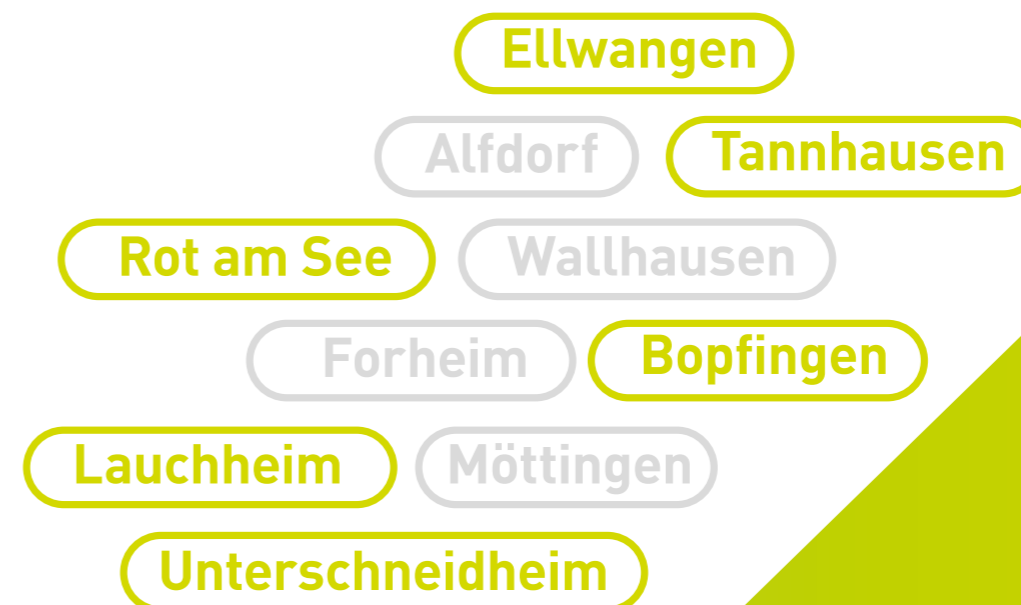 Ellwangen
Alfdorf Tannhausen
Rot am See Wallhausen
Forheim Bopfingen
Lauchheim Möttingen
Unterschneidheim